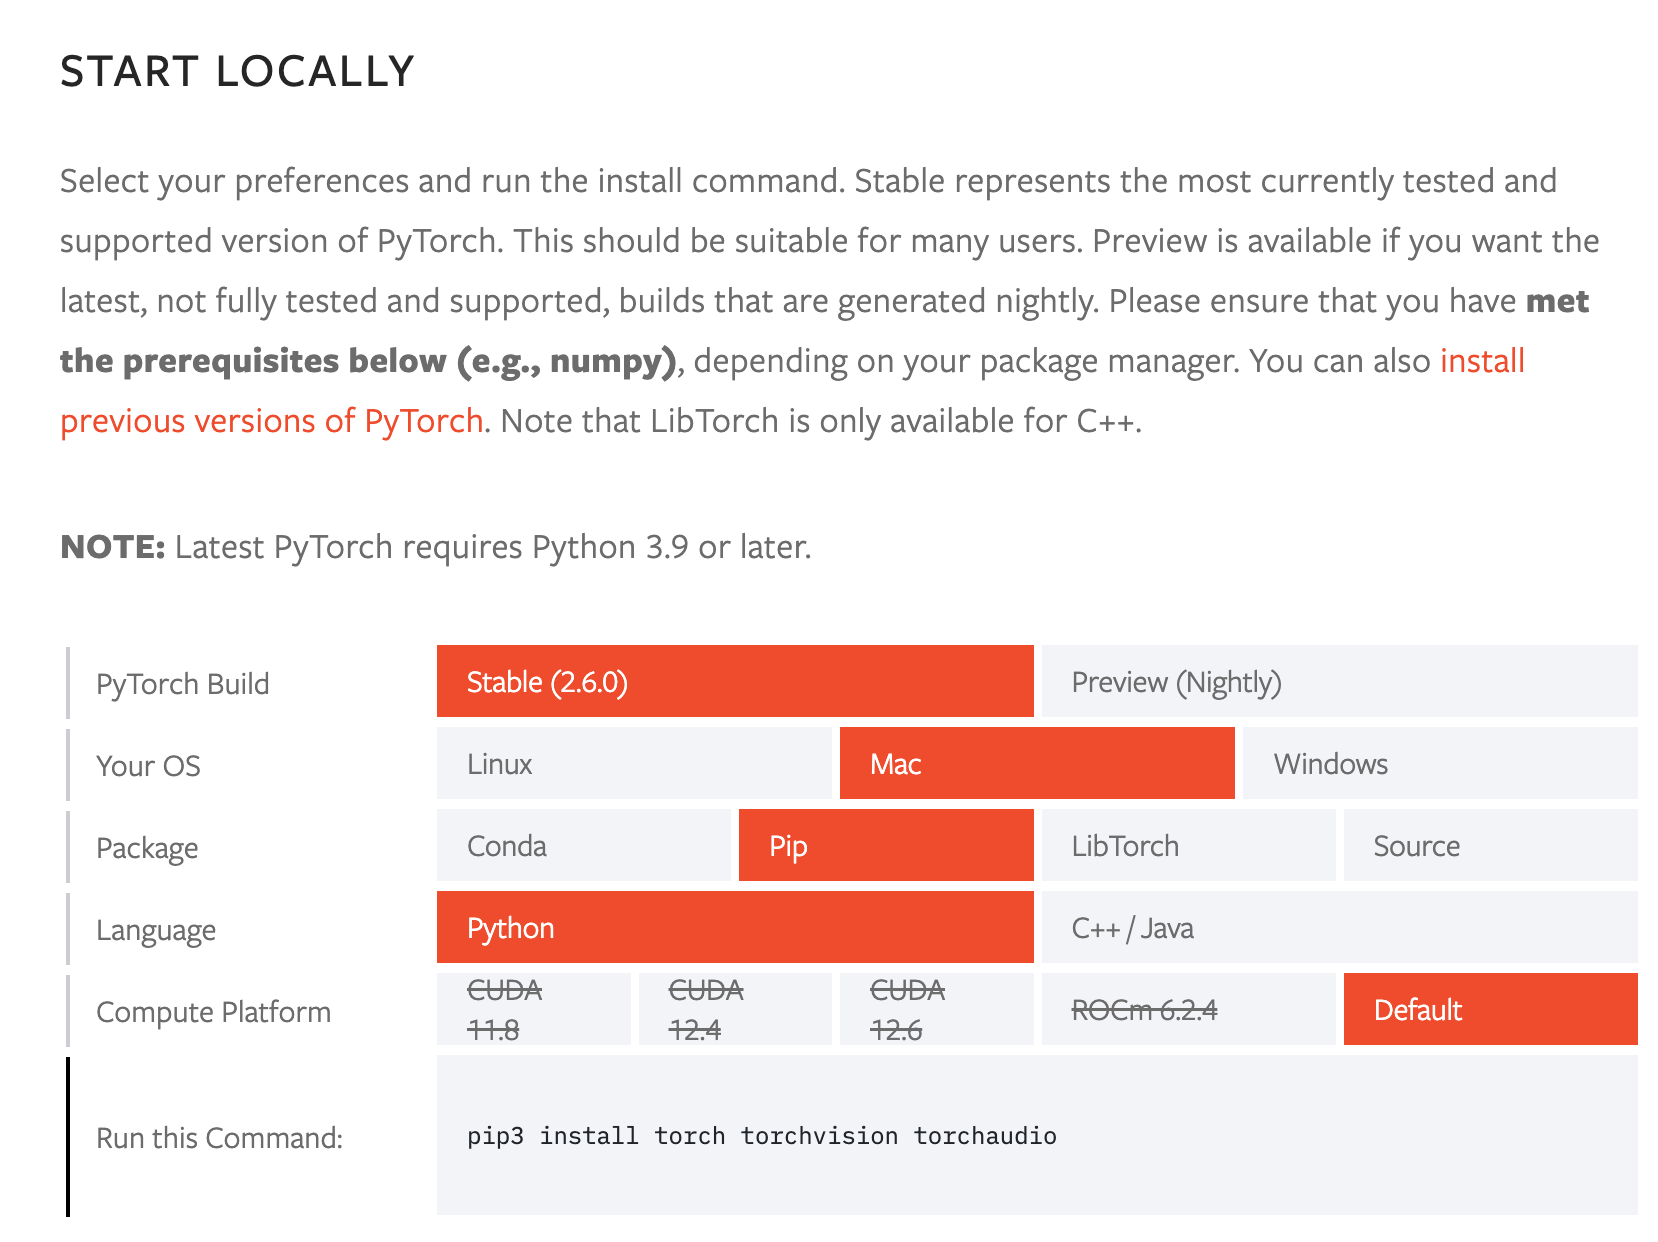 START LOCALLY
Select your preferences and run the install command. Stable represents the most currently tested and
supported version of PyTorch. This should be suitable for many users. Preview is available if you want the
latest, not fully tested and supported, builds that are generated nightly. Please ensure that you have met
the prerequisites below (e.g., numpy), depending on your package manager. You can also install
previous versions of PyTorch. Note that LibTorch is only available for C++.
NOTE: Latest PyTorch requires Python 3.9 or later.
PyTorch Build Stable (2.6.0) Preview (Nightly)
Your OS Linux Mac Windows
Package Conda Pip LibTorch Source
Language Python C++ / Java
Compute Platform CUDA 11.8 CUDA 12.4 CUDA 12.6 ROCm 6.2.4 Default
Run this Command: pip3 install torch torchvision torchaudio